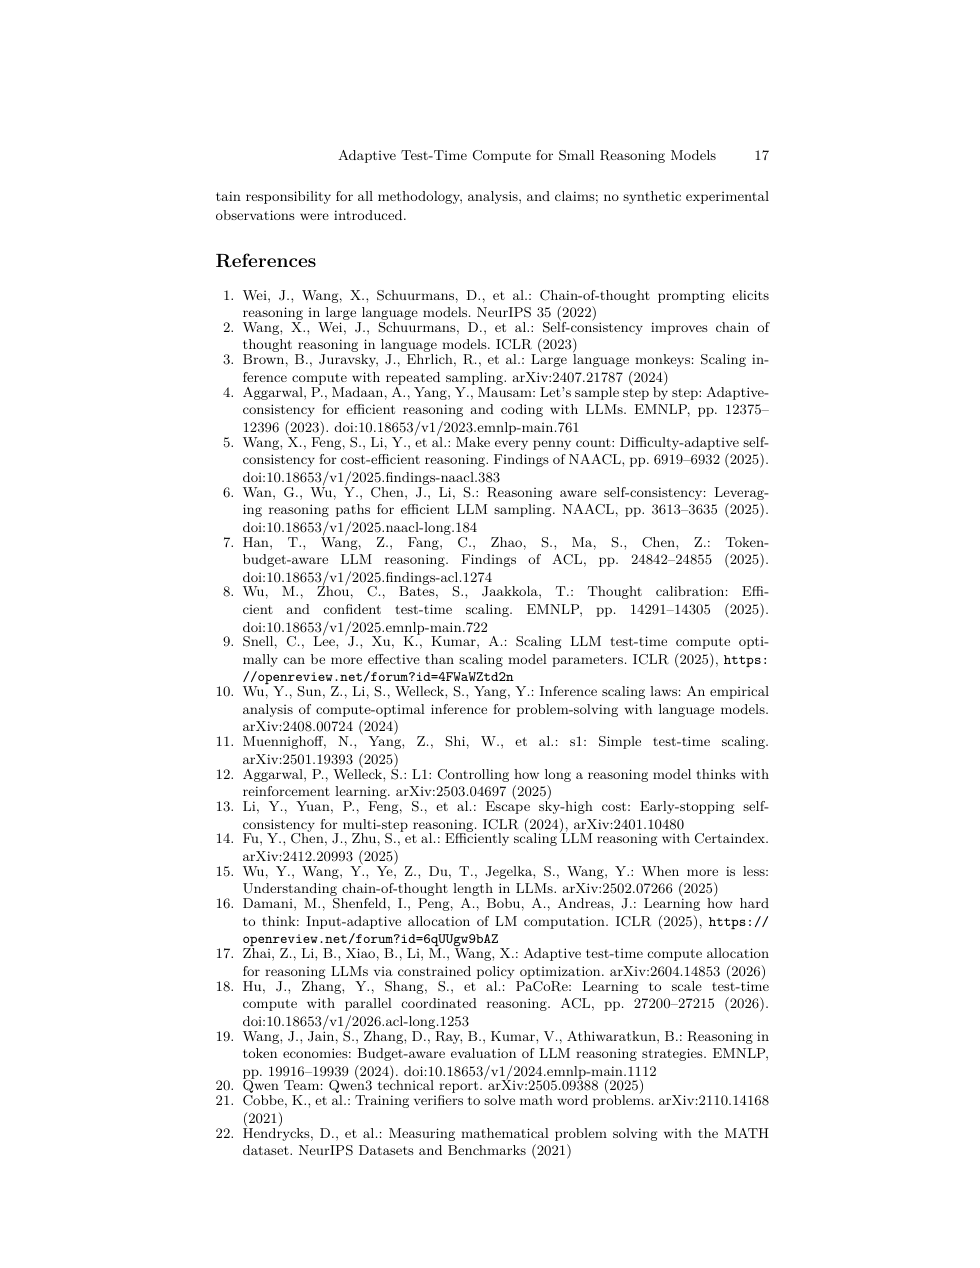 Adaptive Test-Time Compute for Small Reasoning Models 17
tain responsibility for all methodology, analysis, and claims; no synthetic experimental
observations were introduced.
References
1. Wei, J., Wang, X., Schuurmans, D., et al.: Chain-of-thought prompting elicits
reasoning in large language models. NeurIPS 35 (2022)
2. Wang, X., Wei, J., Schuurmans, D., et al.: Self-consistency improves chain of
thought reasoning in language models. ICLR (2023)
3. Brown, B., Juravsky, J., Ehrlich, R., et al.: Large language monkeys: Scaling in-
ference compute with repeated sampling. arXiv:2407.21787 (2024)
4. Aggarwal, P., Madaan, A., Yang, Y., Mausam: Let's sample step by step: Adaptive-
consistency for efficient reasoning and coding with LLMs. EMNLP, pp. 12375–
12396 (2023). doi:10.18653/v1/2023.emnlp-main.761
5. Wang, X., Feng, S., Li, Y., et al.: Make every penny count: Difficulty-adaptive self-
consistency for cost-efficient reasoning. Findings of NAACL, pp. 6919–6932 (2025).
doi:10.18653/v1/2025.findings-naacl.383
6. Wan, G., Wu, Y., Chen, J., Li, S.: Reasoning aware self-consistency: Leverag-
ing reasoning paths for efficient LLM sampling. NAACL, pp. 3613–3635 (2025).
doi:10.18653/v1/2025.naacl-long.184
7. Han, T., Wang, Z., Fang, C., Zhao, S., Ma, S., Chen, Z.: Token-
budget-aware LLM reasoning. Findings of ACL, pp. 24842–24855 (2025).
doi:10.18653/v1/2025.findings-acl.1274
8. Wu, M., Zhou, C., Bates, S., Jaakkola, T.: Thought calibration: Effi-
cient and confident test-time scaling. EMNLP, pp. 14291–14305 (2025).
doi:10.18653/v1/2025.emnlp-main.722
9. Snell, C., Lee, J., Xu, K., Kumar, A.: Scaling LLM test-time compute opti-
mally can be more effective than scaling model parameters. ICLR (2025), https:
//openreview.net/forum?id=4FWaWZtd2n
10. Wu, Y., Sun, Z., Li, S., Welleck, S., Yang, Y.: Inference scaling laws: An empirical
analysis of compute-optimal inference for problem-solving with language models.
arXiv:2408.00724 (2024)
11. Muennighoff, N., Yang, Z., Shi, W., et al.: s1: Simple test-time scaling.
arXiv:2501.19393 (2025)
12. Aggarwal, P., Welleck, S.: L1: Controlling how long a reasoning model thinks with
reinforcement learning. arXiv:2503.04697 (2025)
13. Li, Y., Yuan, P., Feng, S., et al.: Escape sky-high cost: Early-stopping self-
consistency for multi-step reasoning. ICLR (2024), arXiv:2401.10480
14. Fu, Y., Chen, J., Zhu, S., et al.: Efficiently scaling LLM reasoning with Certaindex.
arXiv:2412.20993 (2025)
15. Wu, Y., Wang, Y., Ye, Z., Du, T., Jegelka, S., Wang, Y.: When more is less:
Understanding chain-of-thought length in LLMs. arXiv:2502.07266 (2025)
16. Damani, M., Shenfeld, I., Peng, A., Bobu, A., Andreas, J.: Learning how hard
to think: Input-adaptive allocation of LM computation. ICLR (2025), https://
openreview.net/forum?id=6qUUgw9bAZ
17. Zhai, Z., Li, B., Xiao, B., Li, M., Wang, X.: Adaptive test-time compute allocation
for reasoning LLMs via constrained policy optimization. arXiv:2604.14853 (2026)
18. Hu, J., Zhang, Y., Shang, S., et al.: PaCoRe: Learning to scale test-time
compute with parallel coordinated reasoning. ACL, pp. 27200–27215 (2026).
doi:10.18653/v1/2026.acl-long.1253
19. Wang, J., Jain, S., Zhang, D., Ray, B., Kumar, V., Athiwaratkun, B.: Reasoning in
token economies: Budget-aware evaluation of LLM reasoning strategies. EMNLP,
pp. 19916–19939 (2024). doi:10.18653/v1/2024.emnlp-main.1112
20. Qwen Team: Qwen3 technical report. arXiv:2505.09388 (2025)
21. Cobbe, K., et al.: Training verifiers to solve math word problems. arXiv:2110.14168
(2021)
22. Hendrycks, D., et al.: Measuring mathematical problem solving with the MATH
dataset. NeurIPS Datasets and Benchmarks (2021)